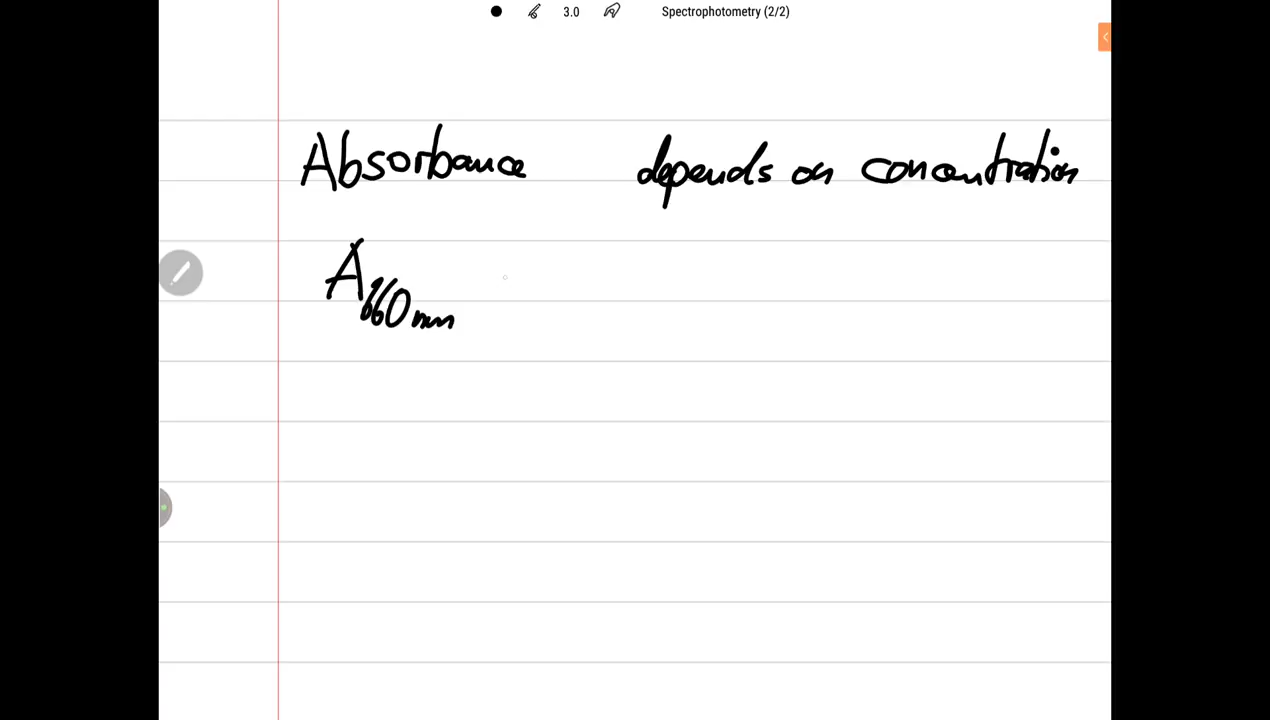 3.0 Spectrophotometry (2/2)
Absorbance depends on concentration
A660nm